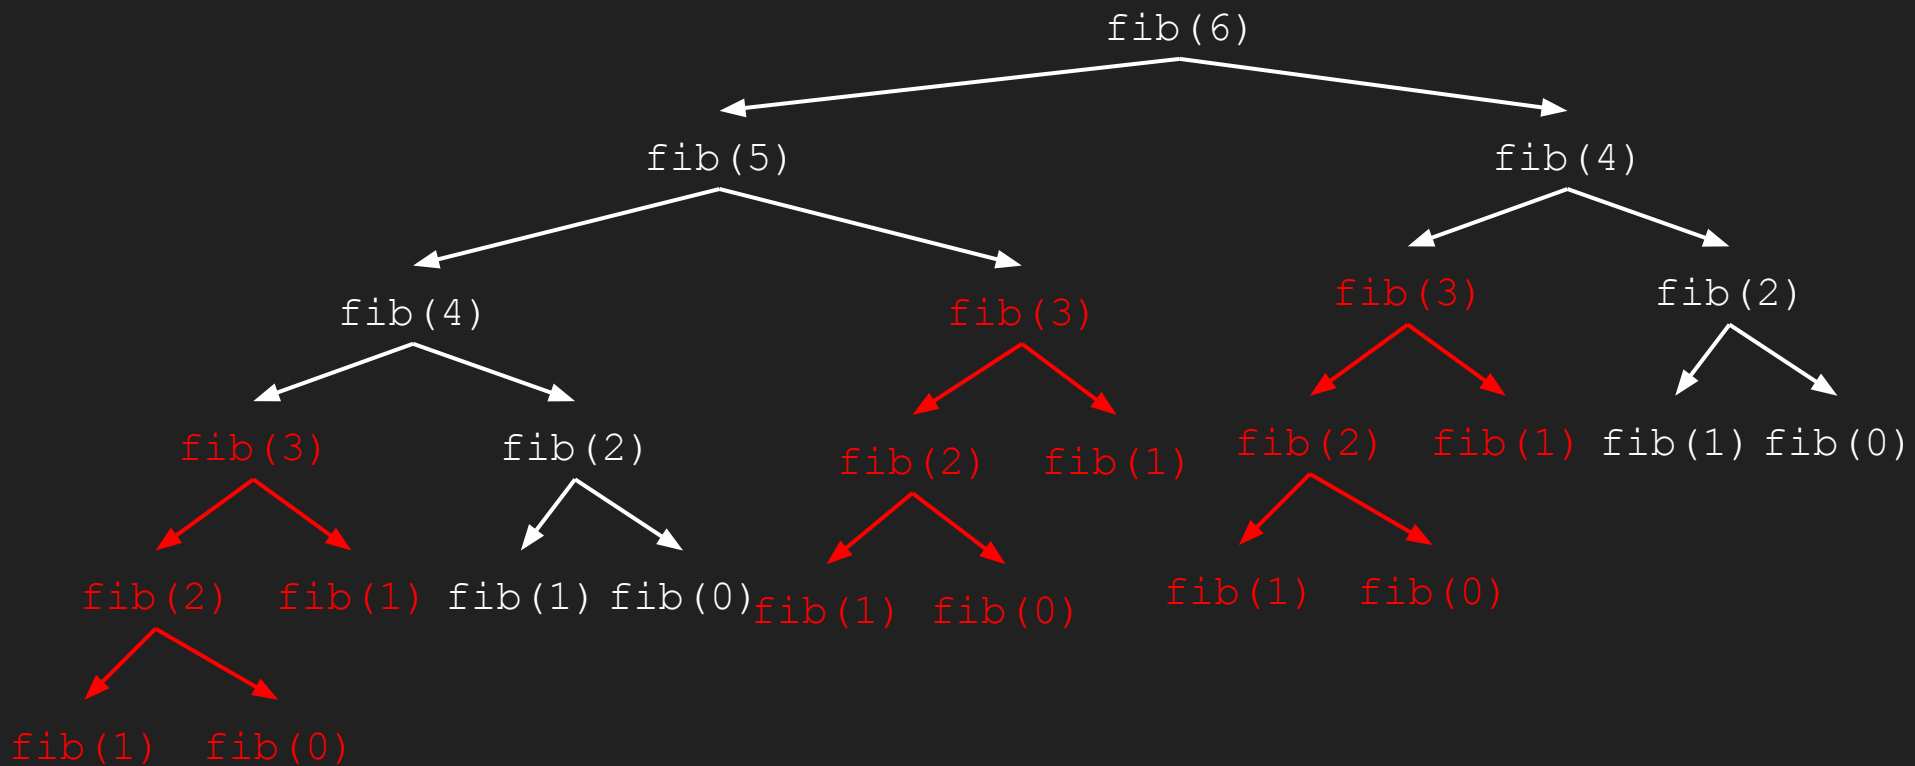 fib(6)
fib(5) fib(4)
fib(4) fib(3) fib(3) fib(2)
fib(3) fib(2) fib(2) fib(1) fib(2) fib(1) fib(1) fib(0)
fib(2) fib(1) fib(1) fib(0) fib(1) fib(0) fib(1) fib(0)
fib(1) fib(0)